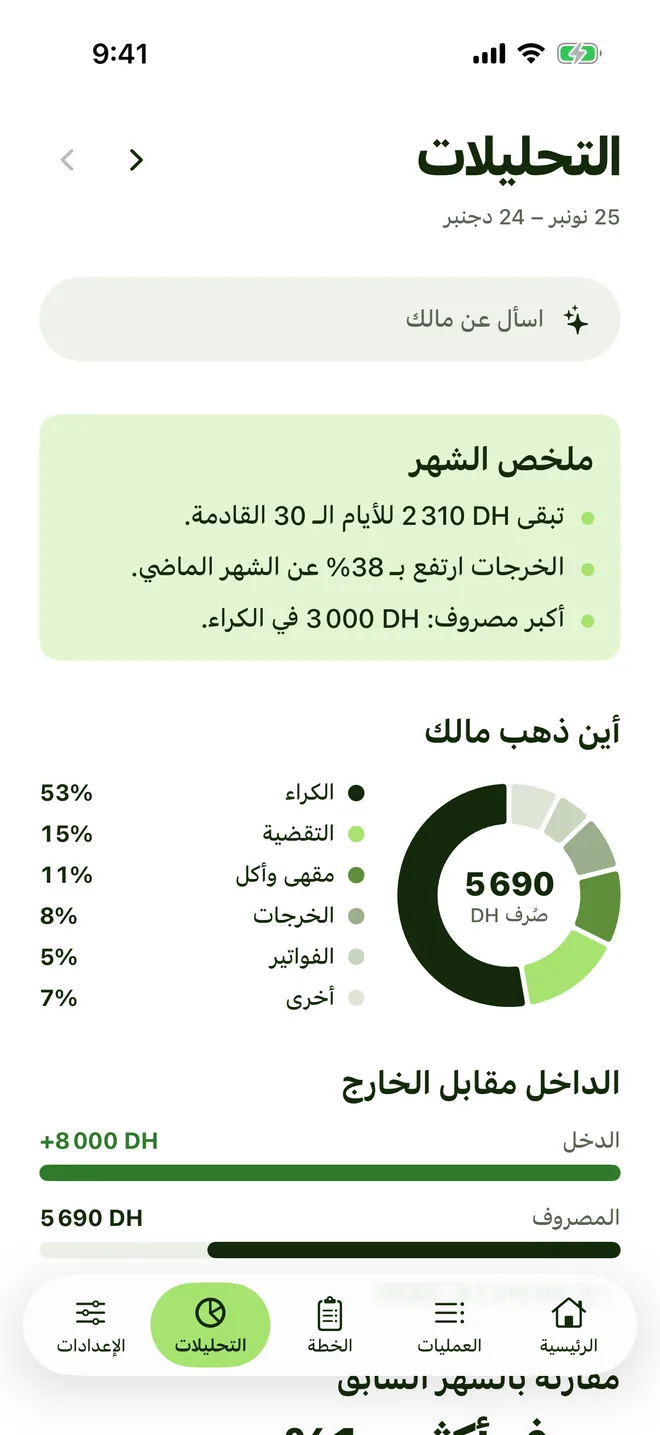 9:41
التحليلات
25 نونبر – 24 دجنبر
اسأل عن مالك
ملخص الشهر
تبقى 2 310 DH للأيام الـ 30 القادمة.
الخرجات ارتفع بـ 38% عن الشهر الماضي.
أكبر مصروف: 3 000 DH في الكراء.
أين ذهب مالك
5 690
صُرف DH
الكراء 53%
التقضية 15%
مقهى وأكل 11%
الخرجات 8%
الفواتير 5%
أخرى 7%
الداخل مقابل الخارج
الدخل +8 000 DH
المصروف 5 690 DH
الرئيسية
العمليات
الخطة
التحليلات
الإعدادات
مقارنة بالشهر السابق